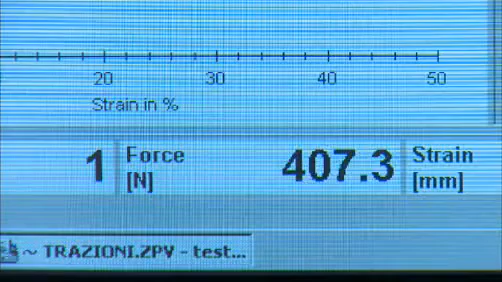 20 30 40 50
Strain in %
1 Force 407.3 Strain
[N] [mm]
~ TRAZIONI.ZPV - test...